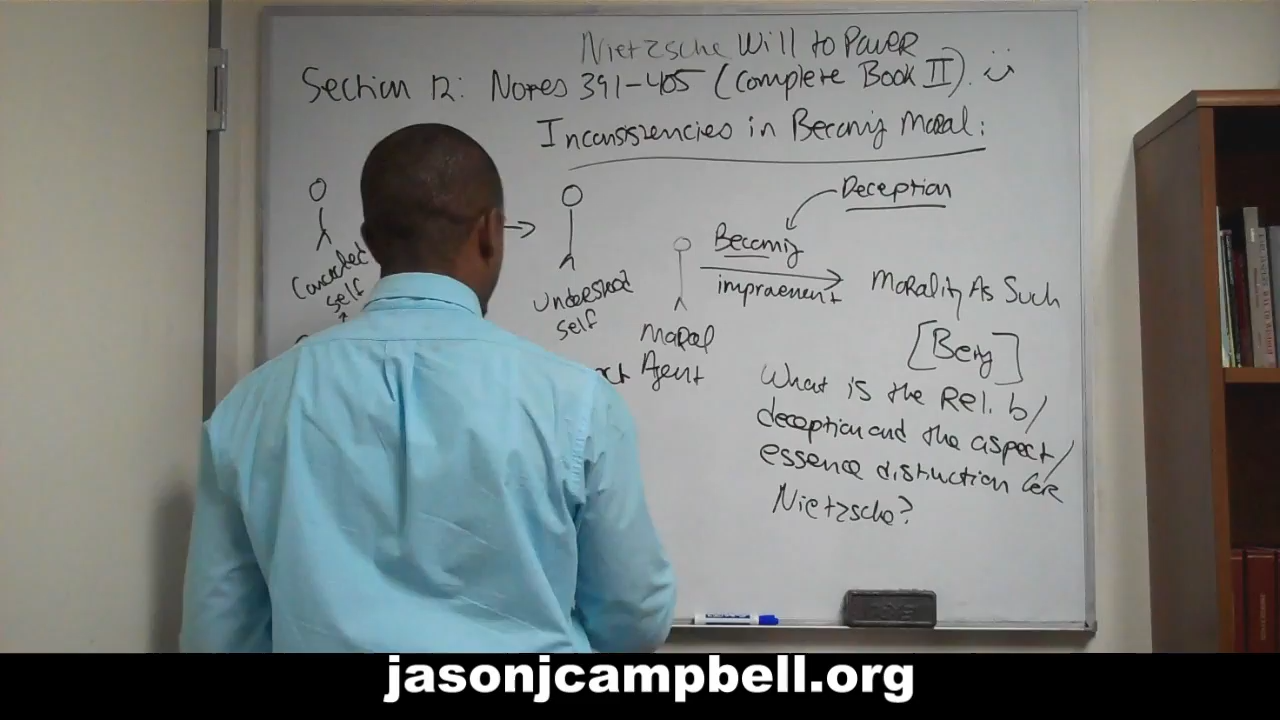 Nietzsche Will to Power
Section 12: Notes 391-405 (Complete Book II). :)
Inconsistencies in Becoming Moral:
Deception
Becoming
improvement
Morality As Such
[Being]
self
Understood
self
Moral
Agent
What is the Rel. b/
deception and the aspect/
essence distinction here
Nietzsche?
jasonjcampbell.org